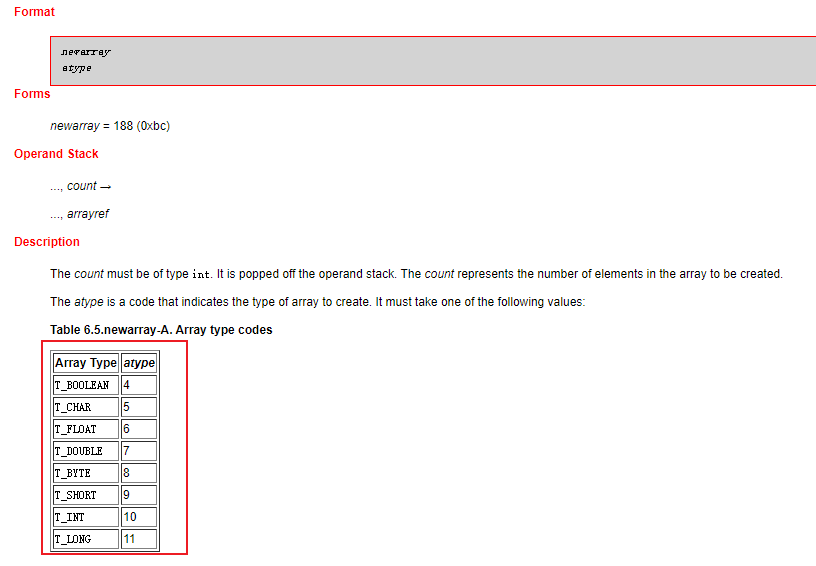 Format
newarray
atype
Forms
newarray = 188 (0xbc)
Operand Stack
..., count →
..., arrayref
Description
The count must be of type int. It is popped off the operand stack. The count represents the number of elements in the array to be created.
The atype is a code that indicates the type of array to create. It must take one of the following values:
Table 6.5.newarray-A. Array type codes
Array Type atype
T_BOOLEAN 4
T_CHAR 5
T_FLOAT 6
T_DOUBLE 7
T_BYTE 8
T_SHORT 9
T_INT 10
T_LONG 11